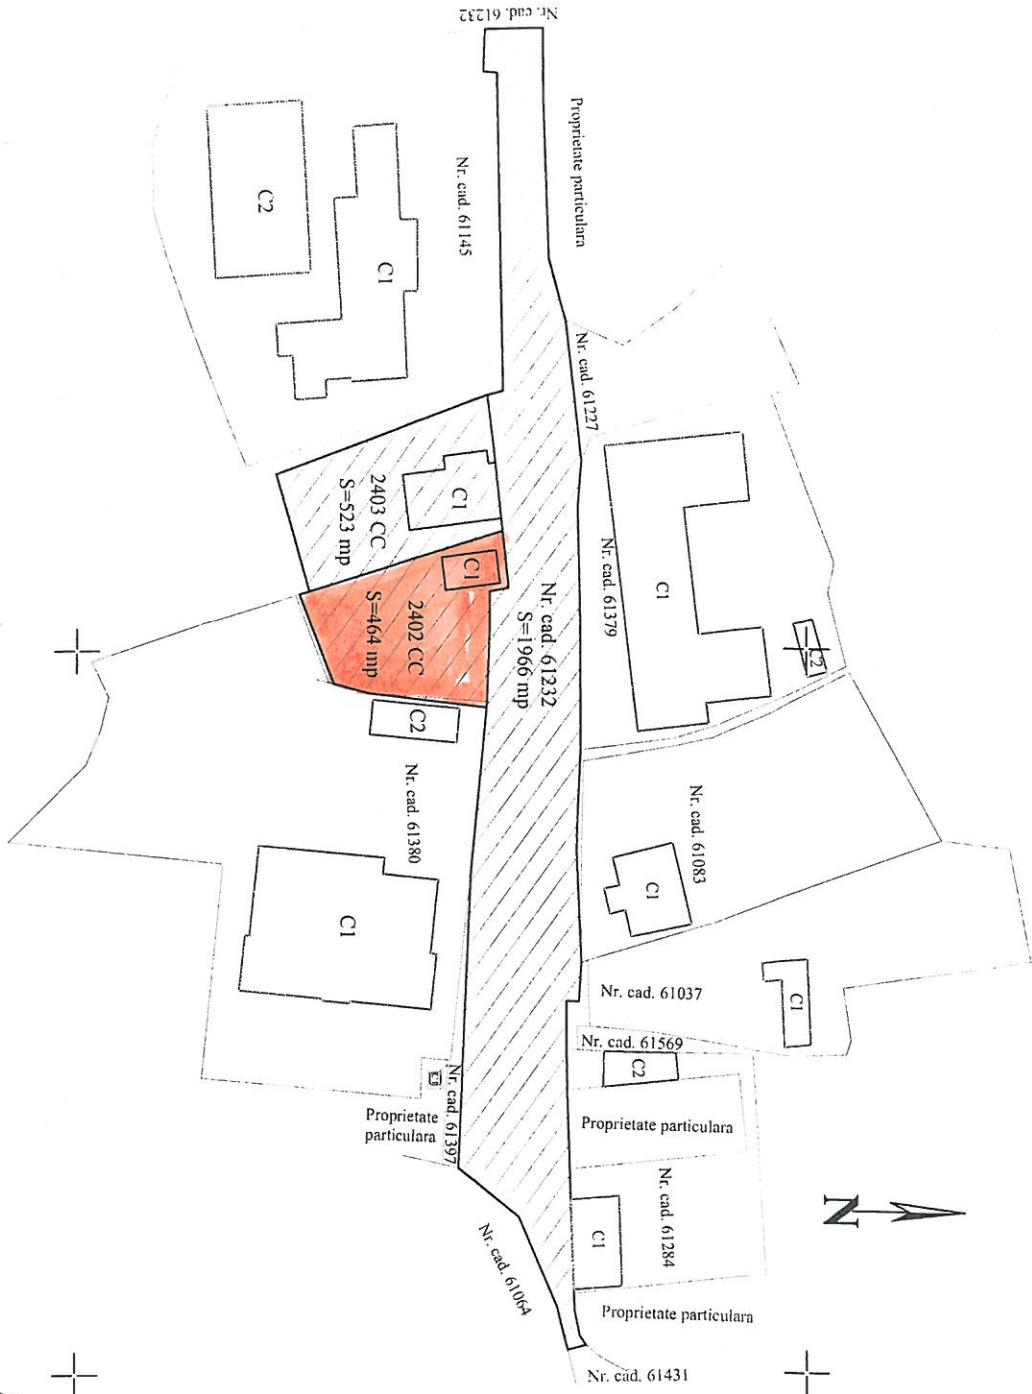 Nr. cad. 61232
Proprietate particulara
Nr. cad. 61145
C2
C1
Nr. cad. 61227
C1
2403 CC
S=523 mp
C1
2402 CC
S=464 mp
Nr. cad. 61232
S=1966 mp
Nr. cad. 61379
C1
C2
C2
Nr. cad. 61380
C1
Nr. cad. 61083
C1
Nr. cad. 61037
C1
Nr. cad. 61569
C2
Nr. cad. 61397
Proprietate
particulara
Proprietate particulara
Nr. cad. 61284
C1
Nr. cad. 61064
Proprietate particulara
Nr. cad. 61431
N